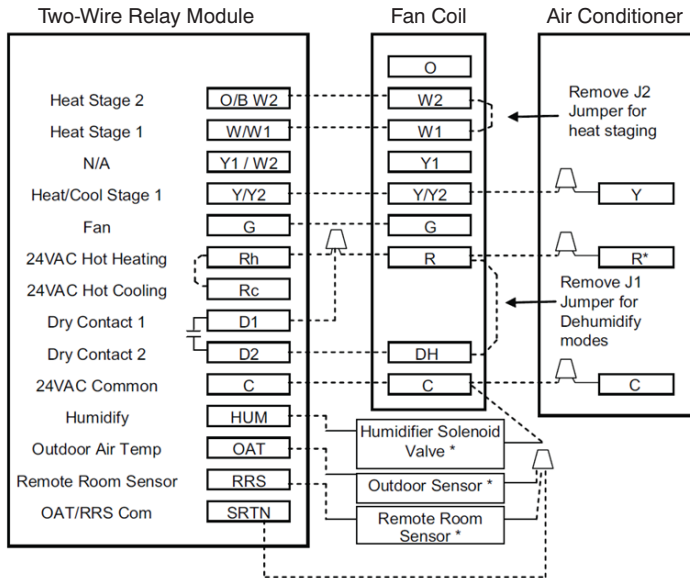 Two-Wire Relay Module Fan Coil Air Conditioner
O
Heat Stage 2 O/B W2 W2
Remove J2
Jumper for
heat staging
Heat Stage 1 W/W1 W1
N/A Y1 / W2 Y1
Heat/Cool Stage 1 Y/Y2 Y/Y2 Y
Fan G G
24VAC Hot Heating Rh R R*
24VAC Hot Cooling Rc
Remove J1
Jumper for
Dehumidify
modes
Dry Contact 1 D1
Dry Contact 2 D2 DH
24VAC Common C C C
Humidify HUM
Humidifier Solenoid
Valve *
Outdoor Air Temp OAT
Outdoor Sensor *
Remote Room Sensor RRS
Remote Room
Sensor *
OAT/RRS Com SRTN